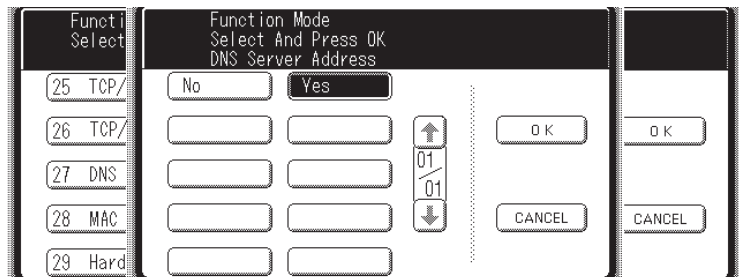 Functi
Select
25 TCP/
26 TCP/
27 DNS
28 MAC
29 Hard
Function Mode
Select And Press OK
DNS Server Address
No Yes
01
01
OK
CANCEL
OK
CANCEL